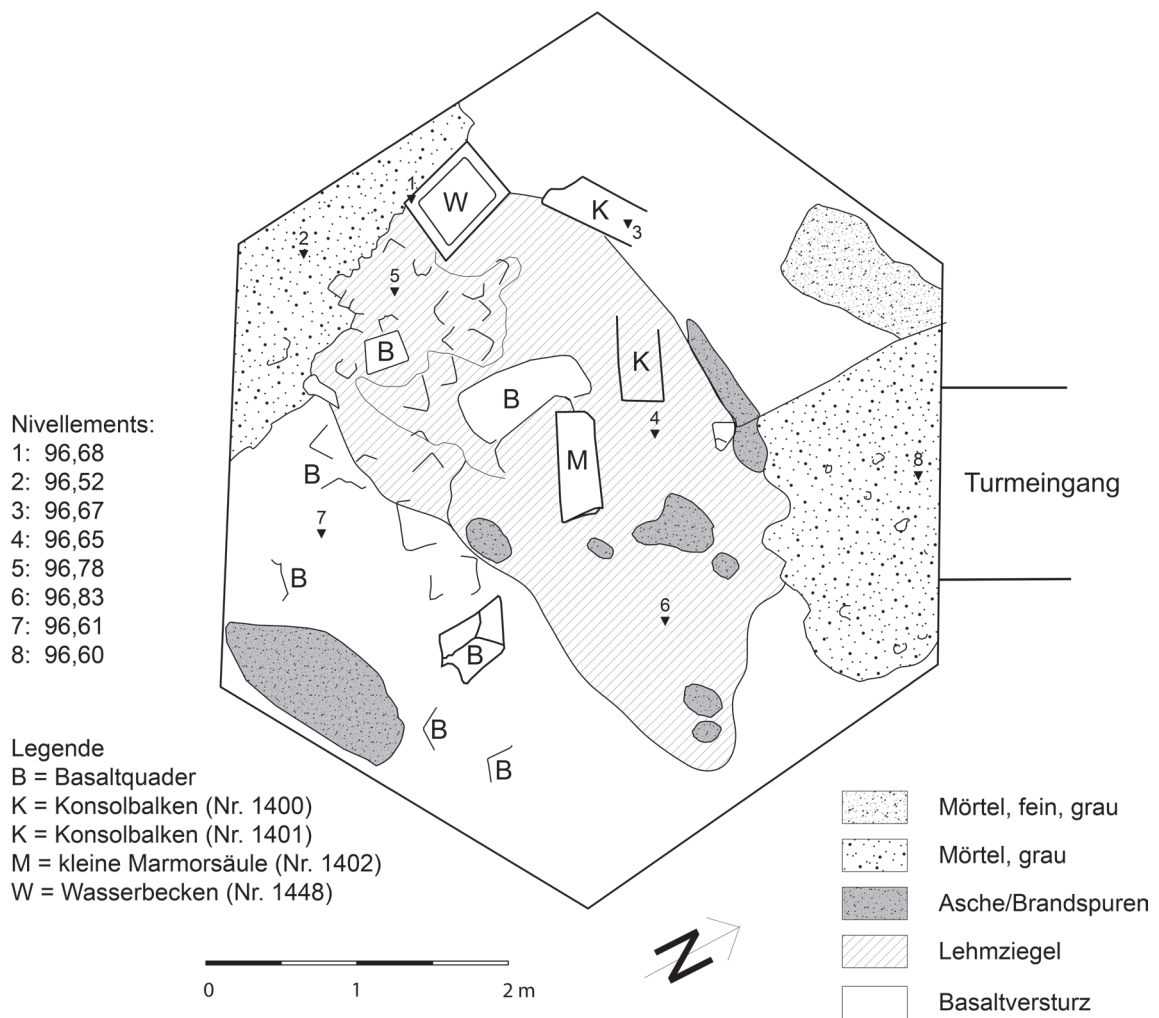 W
K
1
2
3
5
B
K
B
4
M
8
Turmeingang
B
7
B
6
B
B
B
Nivellements:
1: 96,68
2: 96,52
3: 96,67
4: 96,65
5: 96,78
6: 96,83
7: 96,61
8: 96,60
Legende
B = Basaltquader
K = Konsolbalken (Nr. 1400)
K = Konsolbalken (Nr. 1401)
M = kleine Marmorsäule (Nr. 1402)
W = Wasserbecken (Nr. 1448)
0 1 2 m
N
Mörtel, fein, grau
Mörtel, grau
Asche/Brandspuren
Lehmziegel
Basaltversturz